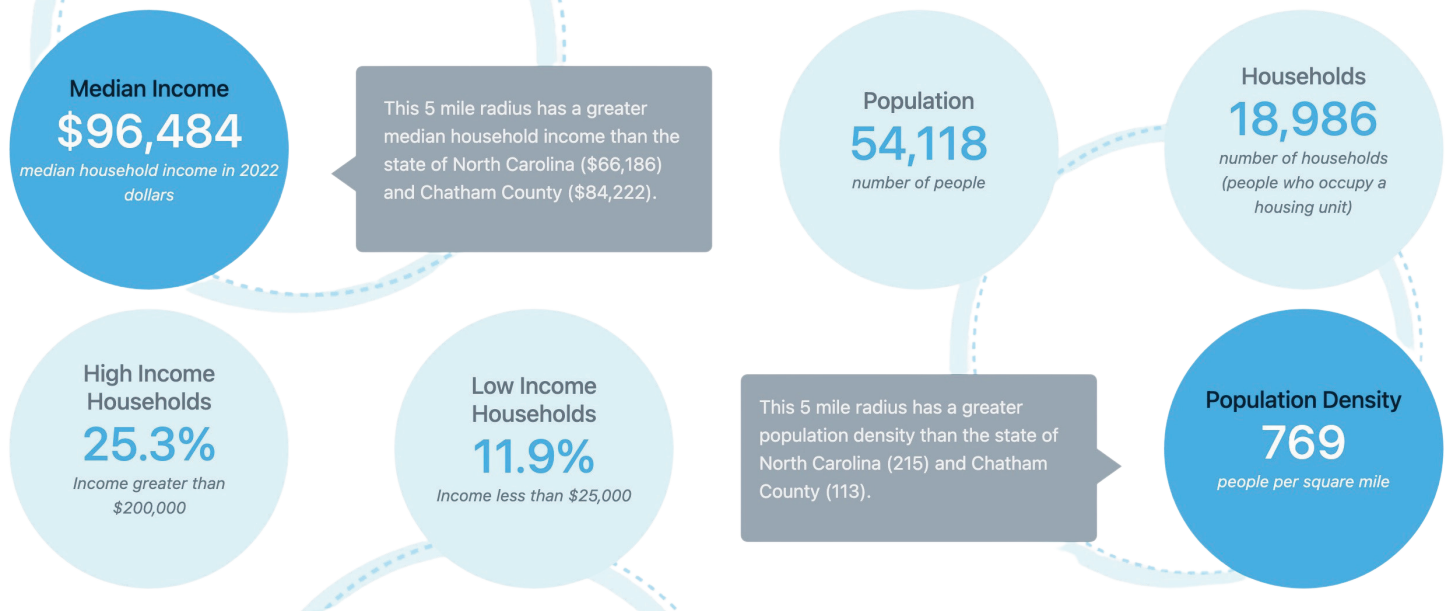 Median Income
$96,484
median household income in 2022
dollars
This 5 mile radius has a greater
median household income than the
state of North Carolina ($66,186)
and Chatham County ($84,222).
Population
54,118
number of people
Households
18,986
number of households
(people who occupy a
housing unit)
High Income
Households
25.3%
Income greater than
$200,000
Low Income
Households
11.9%
Income less than $25,000
This 5 mile radius has a greater
population density than the state of
North Carolina (215) and Chatham
County (113).
Population Density
769
people per square mile